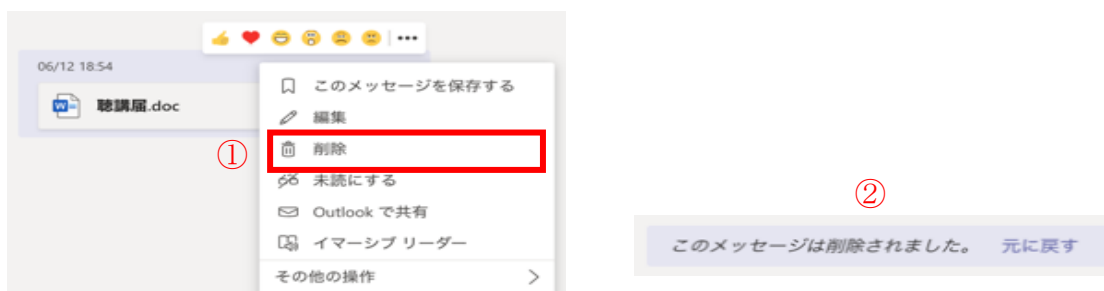 06/12 18:54
聴講届.doc
①
このメッセージを保存する
編集
削除
未読にする
Outlook で共有
イマーシブ リーダー
その他の操作
②
このメッセージは削除されました。 元に戻す